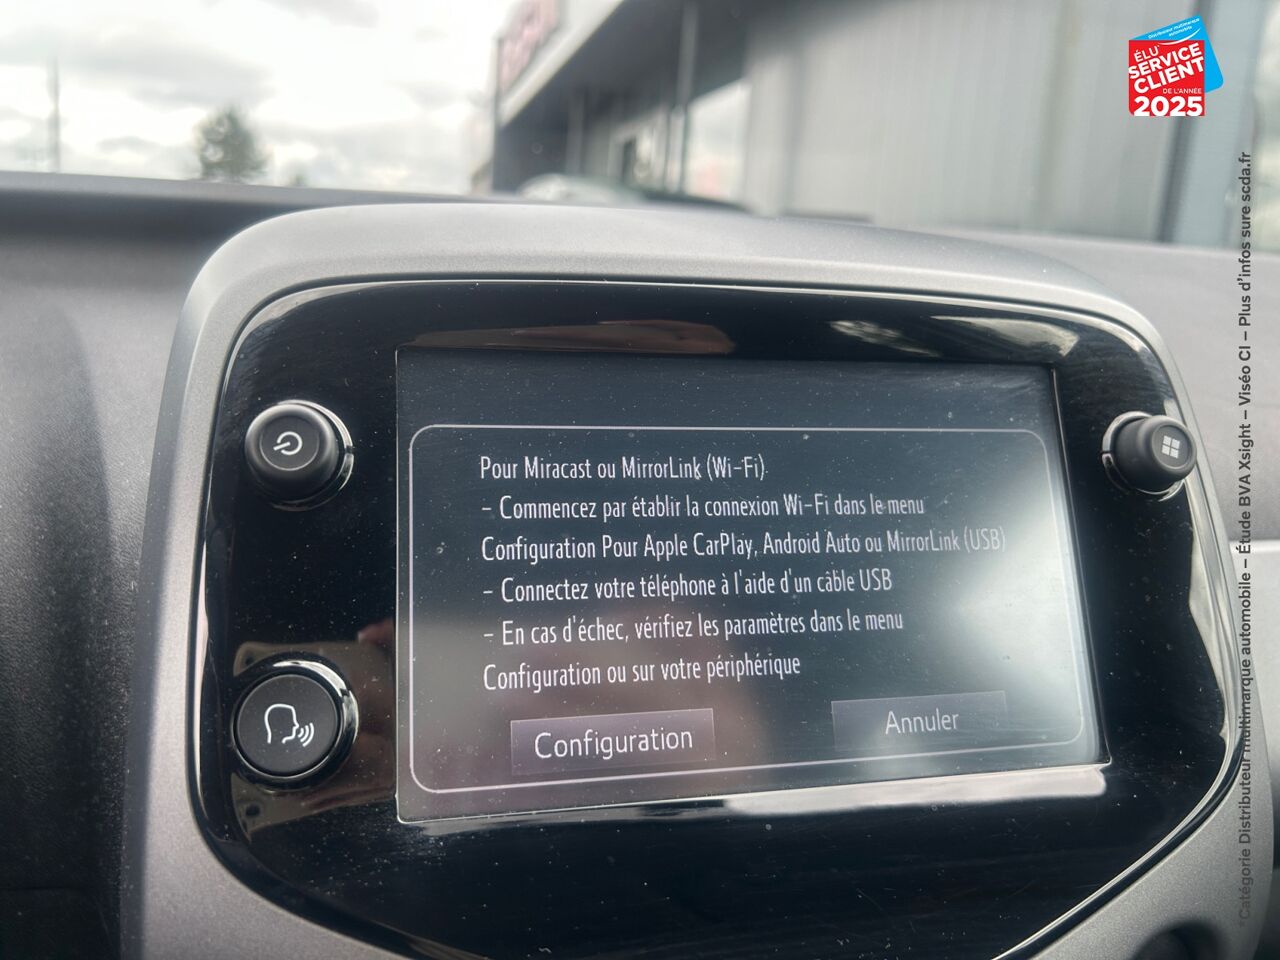 Distributeur multimarque
automobile
ÉLU
SERVICE
CLIENT
DE L'ANNÉE
2025
Pour Miracast ou MirrorLink (Wi-Fi)
- Commencez par établir la connexion Wi-Fi dans le menu
Configuration Pour Apple CarPlay, Android Auto ou MirrorLink (USB)
- Connectez votre téléphone à l'aide d'un câble USB
- En cas d'échec, vérifiez les paramètres dans le menu
Configuration ou sur votre périphérique
Configuration
Annuler
*Catégorie Distributeur multimarque automobile – Étude BVA Xsight – Viséo CI – Plus d'infos sure scda.fr